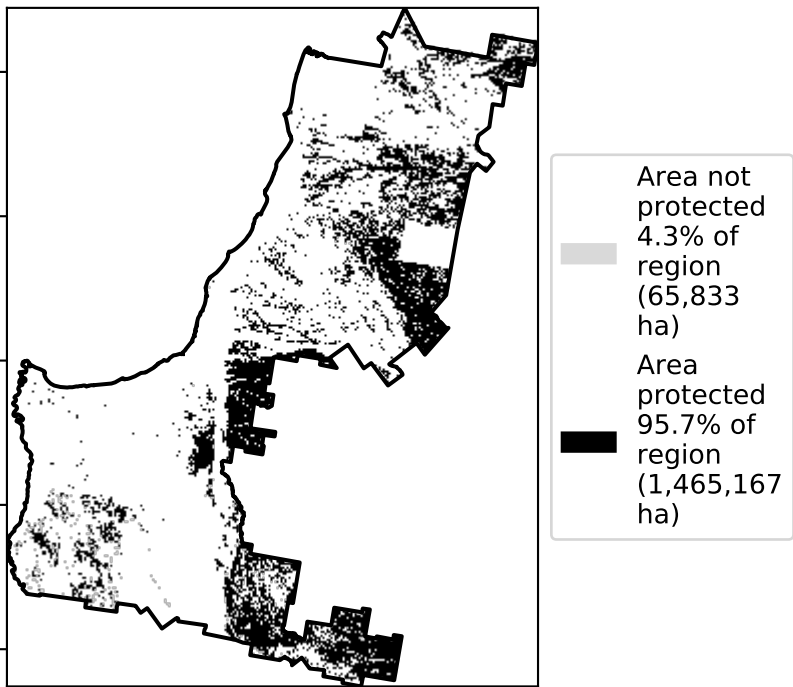 Area not
protected
4.3% of
region
(65,833
ha)
Area
protected
95.7% of
region
(1,465,167
ha)